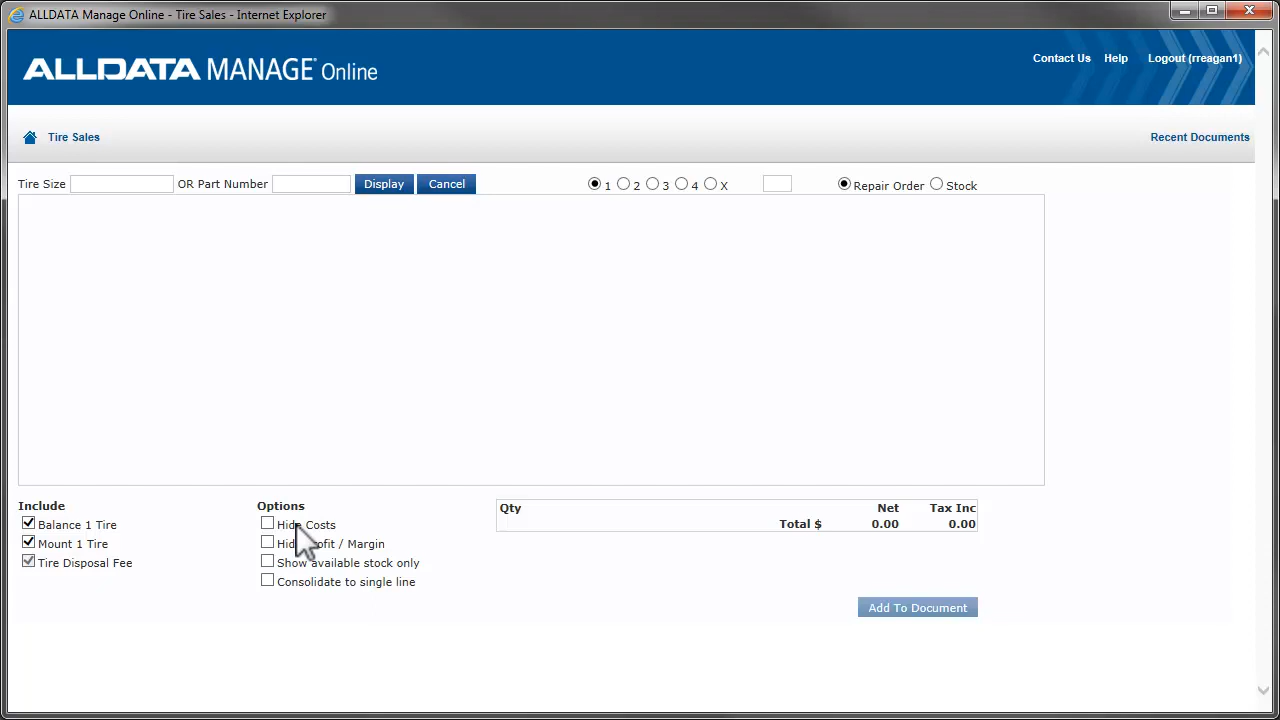 ALLDATA Manage Online - Tire Sales - Internet Explorer
ALLDATA MANAGE® Online
Contact Us Help Logout (rreagan1)
Tire Sales Recent Documents
Tire Size OR Part Number Display Cancel 1 2 3 4 X Repair Order Stock
Include Options Qty Net Tax Inc
Balance 1 Tire Hide Costs Total $ 0.00 0.00
Mount 1 Tire Hide Profit / Margin
Tire Disposal Fee Show available stock only
Consolidate to single line
Add To Document